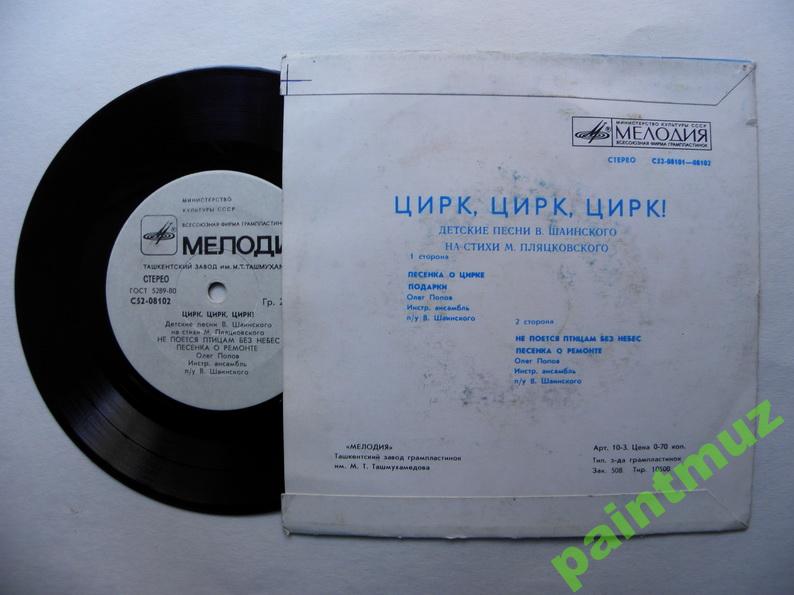 МИНИСТЕРСТВО
КУЛЬТУРЫ СССР
ВСЕСОЮЗНАЯ ФИРМА ГРАМПЛАСТИНО
МЕЛОДИ
ТАШКЕНТСКИЙ ЗАВОД ИМ. М.Т. ТАШМУХАМЕ
СТЕРЕО
ГОСТ 5289-80
С52-08102
Гр. 2
ЦИРК, ЦИРК, ЦИРК!
Детские песни В. Шаинского
на стихи М. Пляцковского
НЕ ПОЕТСЯ ПТИЦАМ БЕЗ НЕБЕС
ПЕСЕНКА О РЕМОНТЕ
Олег Попов
Инстр. ансамбль
п/у В. Шаинского
МИНИСТЕРСТВО КУЛЬТУРЫ СССР
МЕЛОДИЯ
ВСЕСОЮЗНАЯ ФИРМА ГРАМПЛАСТИНОК
СТЕРЕО С52-08101—08102
ЦИРК, ЦИРК, ЦИРК!
ДЕТСКИЕ ПЕСНИ В. ШАИНСКОГО
НА СТИХИ М. ПЛЯЦКОВСКОГО
1 сторона
ПЕСЕНКА О ЦИРКЕ
ПОДАРКИ
Олег Попов
Инстр. ансамбль
п/у В. Шаинского
2 сторона
НЕ ПОЕТСЯ ПТИЦАМ БЕЗ НЕБЕС
ПЕСЕНКА О РЕМОНТЕ
Олег Попов
Инстр. ансамбль
п/у В. Шаинского
«МЕЛОДИЯ»
Ташкентский завод грампластинок
им. М. Т. Ташмухамедова
Арт. 10-3. Цена 0-70 коп.
Тип. з-да грампластинок
Зак. 508 Тир. 10500
paintmuz